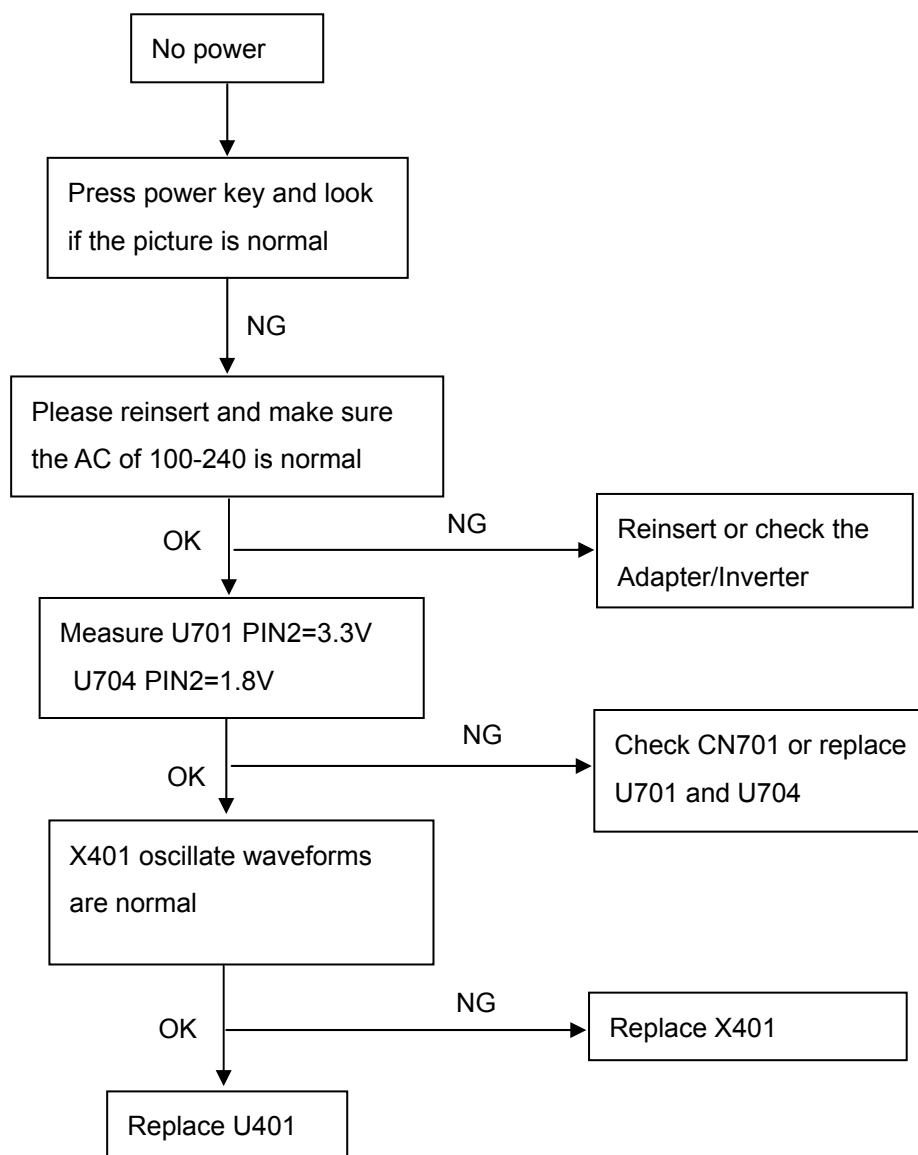 No power
Press power key and look
if the picture is normal
NG
Please reinsert and make sure
the AC of 100-240 is normal
NG
OK
Reinsert or check the
Adapter/Inverter
Measure U701 PIN2=3.3V
U704 PIN2=1.8V
NG
OK
Check CN701 or replace
U701 and U704
X401 oscillate waveforms
are normal
NG
OK
Replace X401
Replace U401